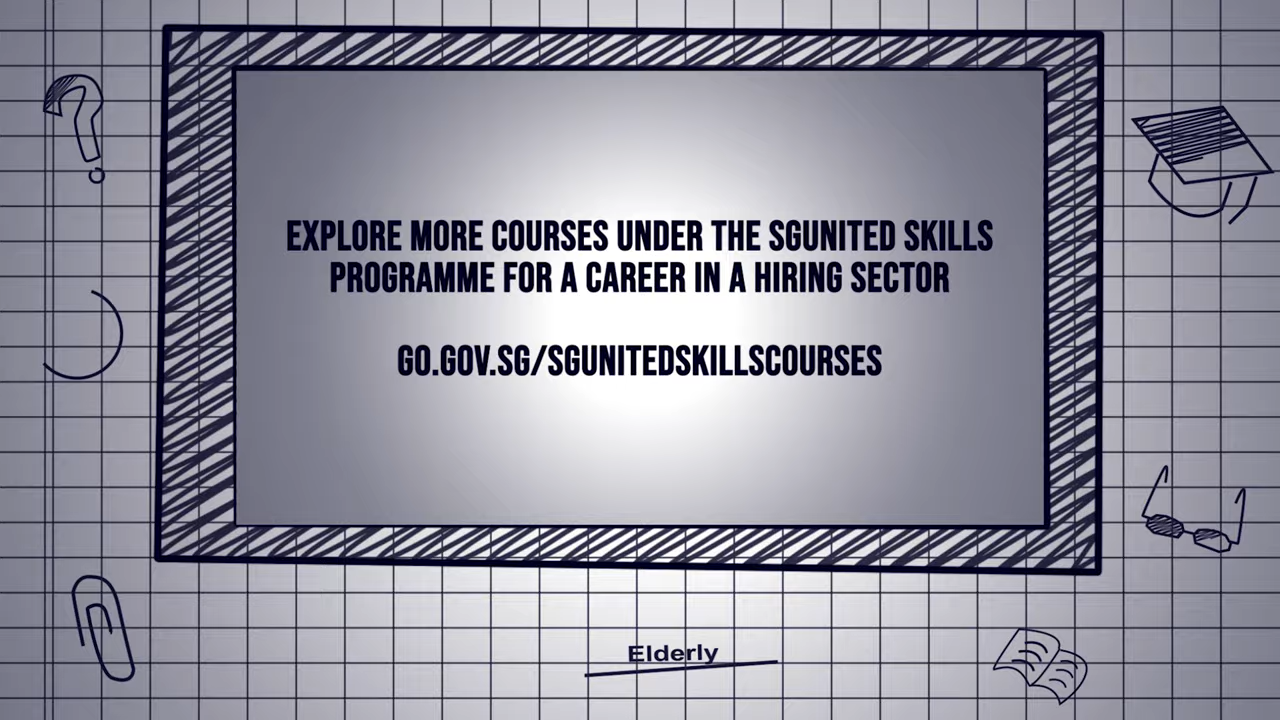 EXPLORE MORE COURSES UNDER THE SGUNITED SKILLS
PROGRAMME FOR A CAREER IN A HIRING SECTOR
GO.GOV.SG/SGUNITEDSKILLSCOURSES
Elderly